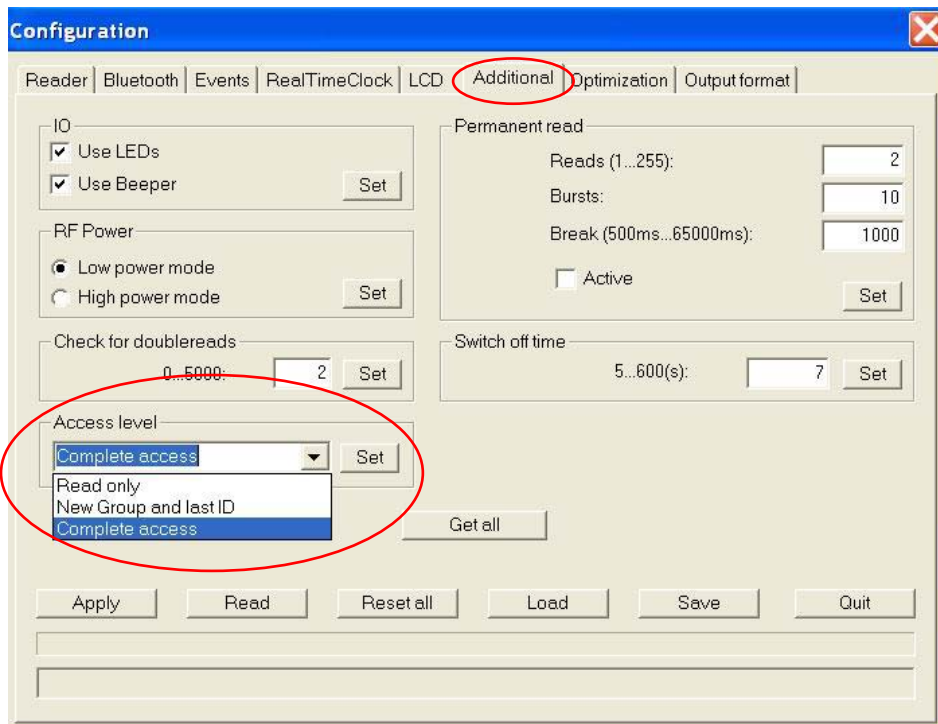 Configuration
Reader Bluetooth Events RealTimeClock LCD Additional Optimization Output format
IO
Use LEDs
Use Beeper
Set
RF Power
Low power mode
High power mode
Set
Check for doublereads
0...5000:
2
Set
Access level
Complete access
Set
Read only
New Group and last ID
Complete access
Permanent read
Reads (1...255):
2
Bursts:
10
Break (500ms...65000ms):
1000
Active
Set
Switch off time
5...600(s):
7
Set
Get all
Apply Read Reset all Load Save Quit